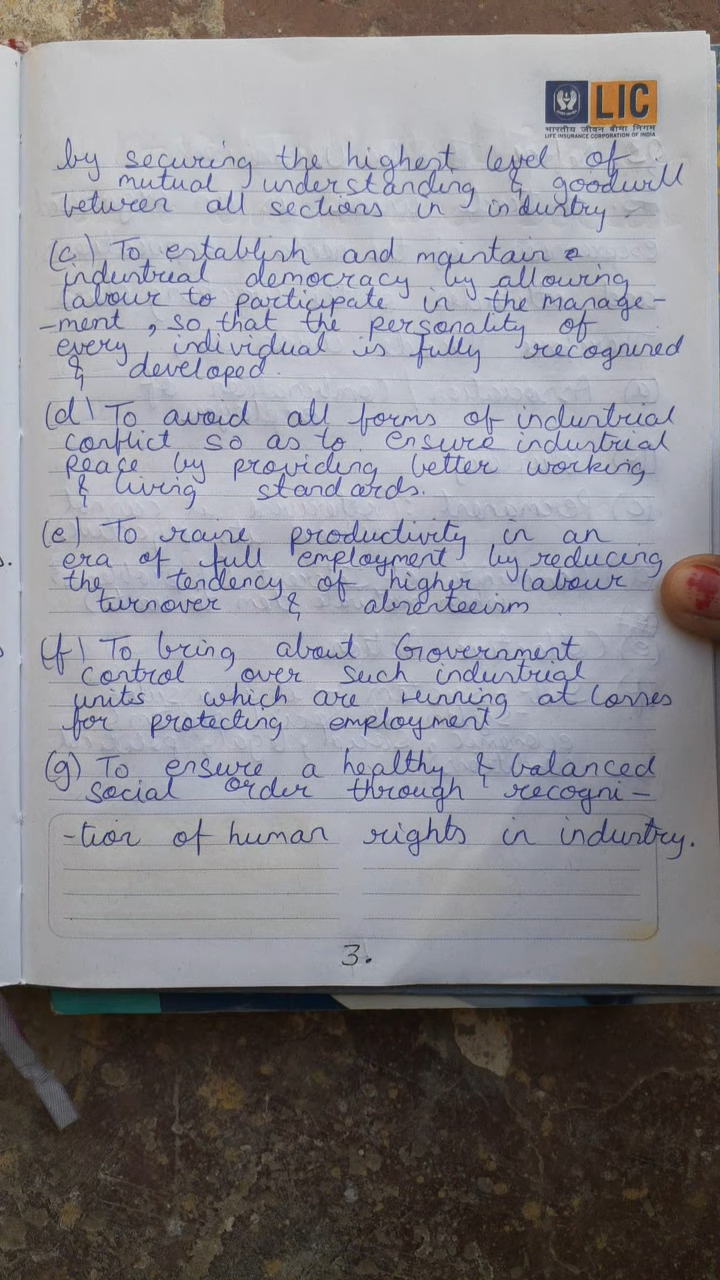 LIC
भारतीय जीवन बीमा निगम
LIFE INSURANCE CORPORATION OF INDIA
by securing the highest level of
mutual understanding & goodwill
between all sections in industry
(c) To establish and maintain
industrial democracy by allowing
labour to participate in the manage-
-ment, so that the personality of
every individual is fully recognised
& developed.
(d) To avoid all forms of industrial
conflict so as to ensure industrial
peace by providing better working
& living standards.
(e) To raise productivity in an
era of full employment by reducing
the tendency of higher labour
turnover & absenteeism
(f) To bring about Government
control over such industrial
units which are running at losses
for protecting employment
(g) To ensure a healthy & balanced
social order through recogni-
-tion of human rights in industry.
3.